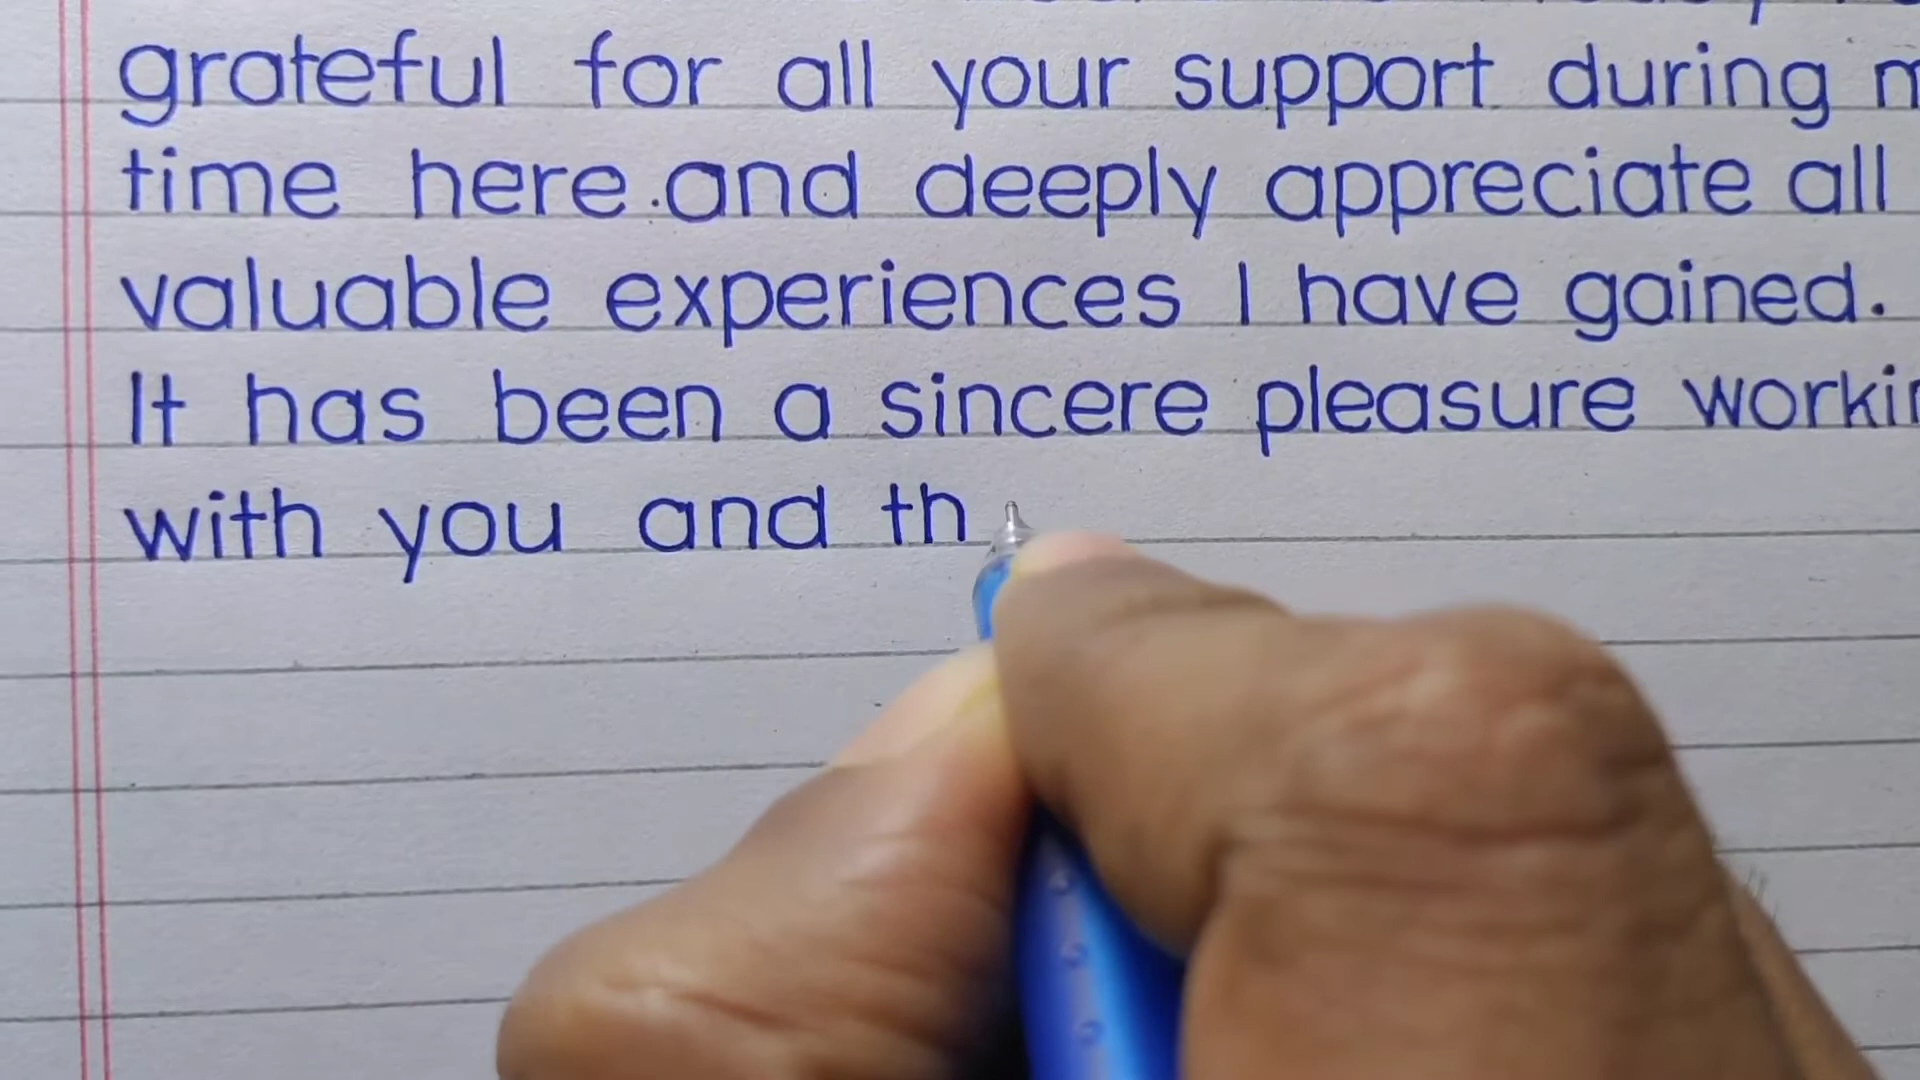 grateful for all your support during
time here.and deeply appreciate all
valuable experiences I have gained.
It has been a sincere pleasure
with you and th